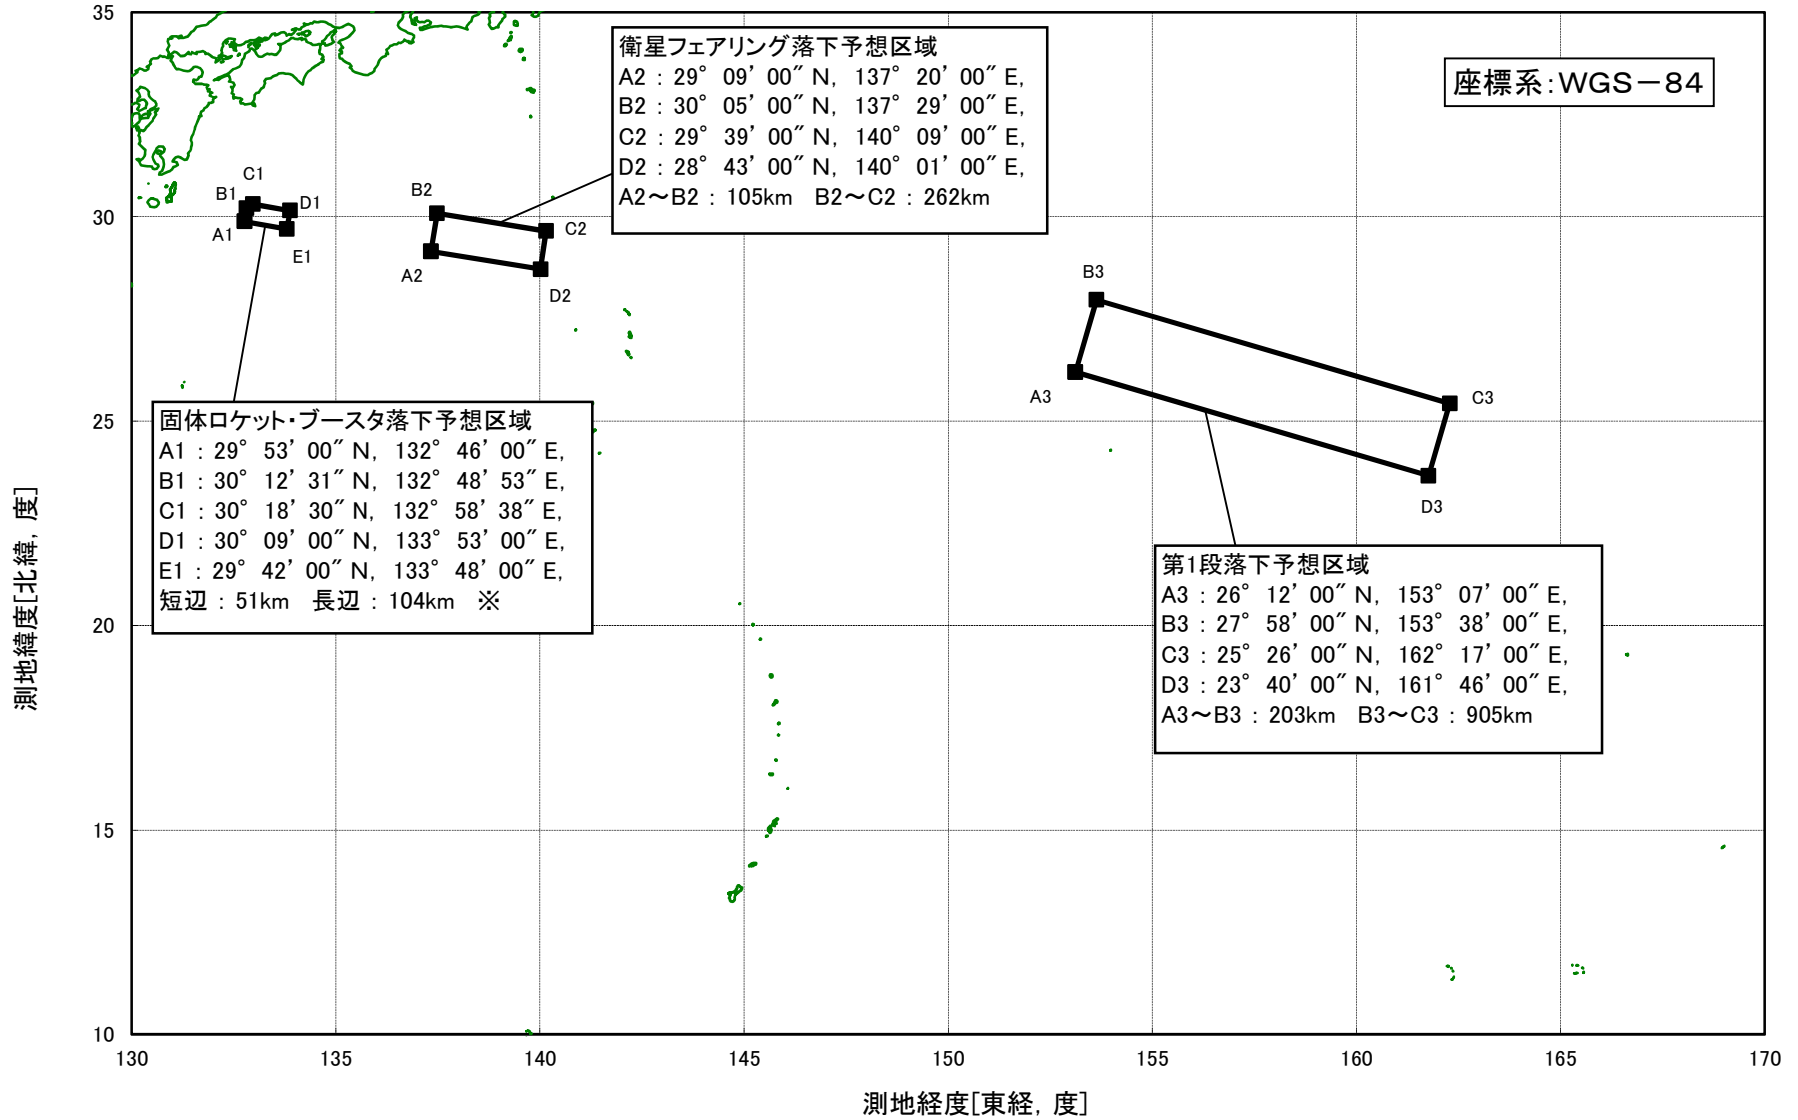 35
30
25
20
15
10
130
135
140
145
150
155
160
165
170
測地緯度[北緯, 度]
測地経度[東経, 度]
座標系：WGS－84
衛星フェアリング落下予想区域
A2 : 29° 09’ 00” N, 137° 20’ 00” E,
B2 : 30° 05’ 00” N, 137° 29’ 00” E,
C2 : 29° 39’ 00” N, 140° 09’ 00” E,
D2 : 28° 43’ 00” N, 140° 01’ 00” E,
A2～B2 : 105km B2～C2 : 262km
C1
B1
D1
A1
E1
B2
C2
A2
D2
B3
A3
C3
D3
固体ロケット・ブースタ落下予想区域
A1 : 29° 53’ 00” N, 132° 46’ 00” E,
B1 : 30° 12’ 31” N, 132° 48’ 53” E,
C1 : 30° 18’ 30” N, 132° 58’ 38” E,
D1 : 30° 09’ 00” N, 133° 53’ 00” E,
E1 : 29° 42’ 00” N, 133° 48’ 00” E,
短辺 : 51km 長辺 : 104km ※
第1段落下予想区域
A3 : 26° 12’ 00” N, 153° 07’ 00” E,
B3 : 27° 58’ 00” N, 153° 38’ 00” E,
C3 : 25° 26’ 00” N, 162° 17’ 00” E,
D3 : 23° 40’ 00” N, 161° 46’ 00” E,
A3～B3 : 203km B3～C3 : 905km